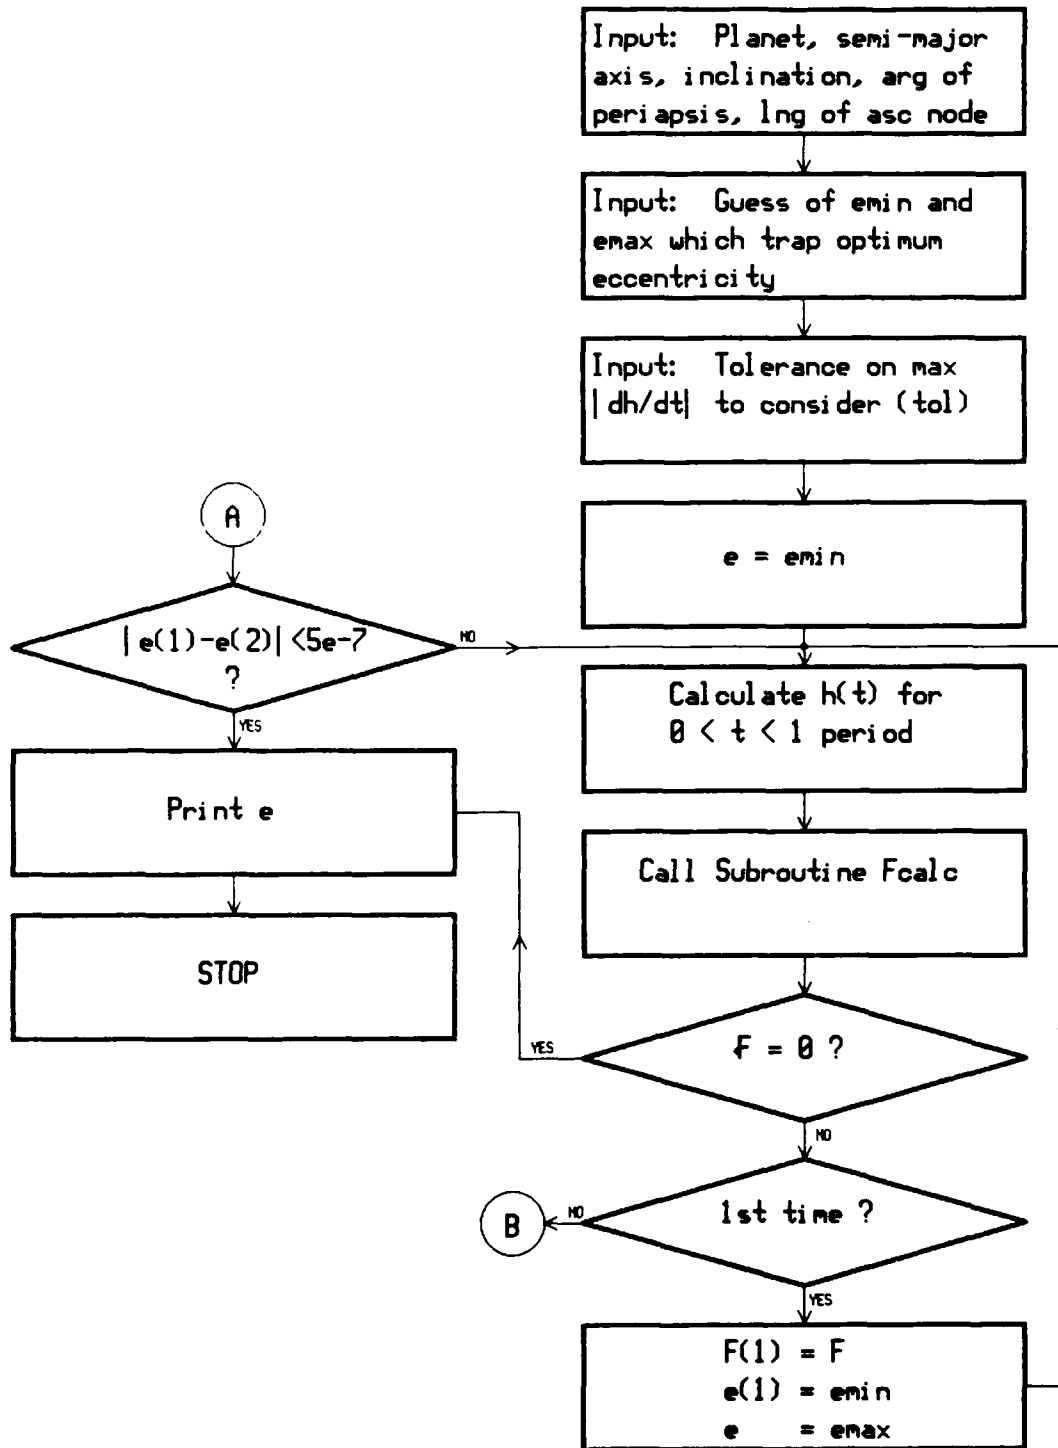 Input: Planet, semi-major
axis, inclination, arg of
periapsis, lng of asc node
Input: Guess of emin and
emax which trap optimum
eccentricity
Input: Tolerance on max
|dh/dt| to consider (tol)
e = emin
A
|e(1)-e(2)| <5e-7
?
NO
YES
Print e
STOP
Calculate h(t) for
0 < t < 1 period
Call Subroutine Fcalc
F = 0 ?
YES
NO
1st time ?
NO
B
YES
F(1) = F
e(1) = emin
e = emax